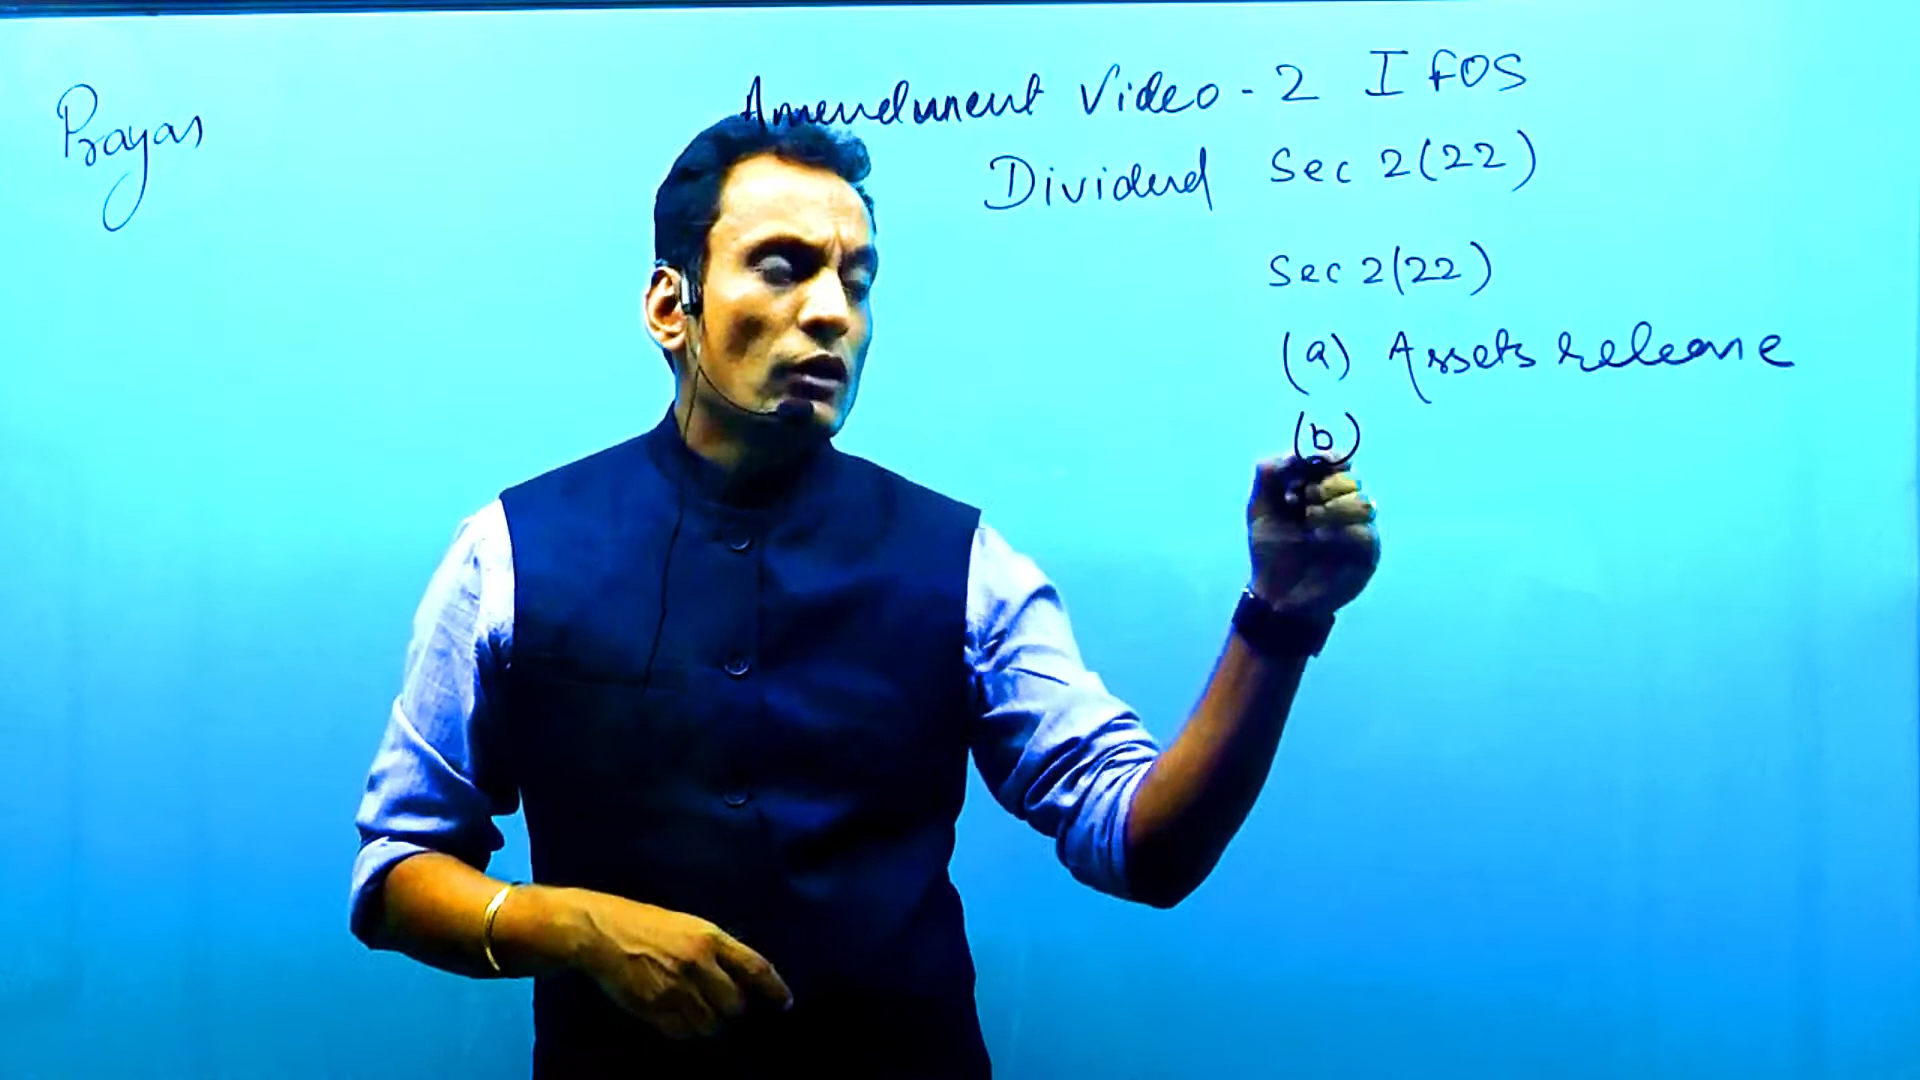 Prayas
Amendment Video - 2 IFOS
Dividend Sec 2(22)
Sec 2(22)
(a) Assets release
(b)